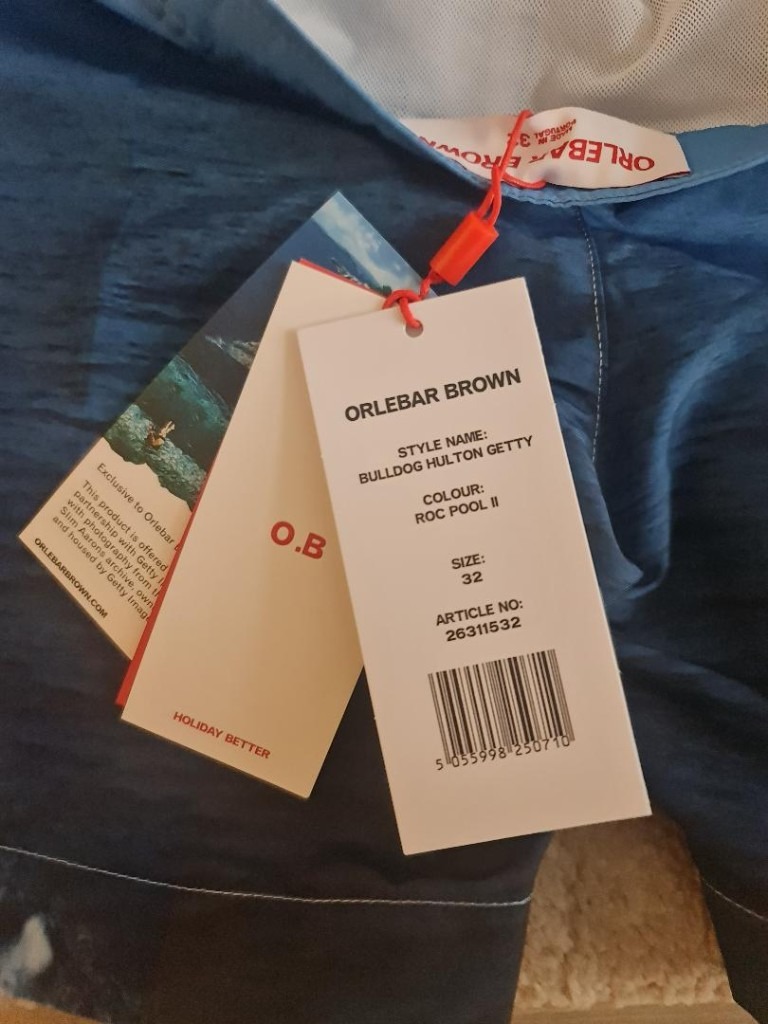 ORLEBAR BROWN
32
MADE IN
PORTUGAL
ORLEBAR BROWN
STYLE NAME:
BULLDOG HULTON GETTY
COLOUR:
ROC POOL II
SIZE:
32
ARTICLE NO:
26311532
5 055998 250710
O.B
HOLIDAY BETTER
Exclusive to Orlebar
This product is offered
partnership with Getty
with photography from
Slim Aarons archive, own
and housed by Getty Imag
ORLEBARBROWN.COM